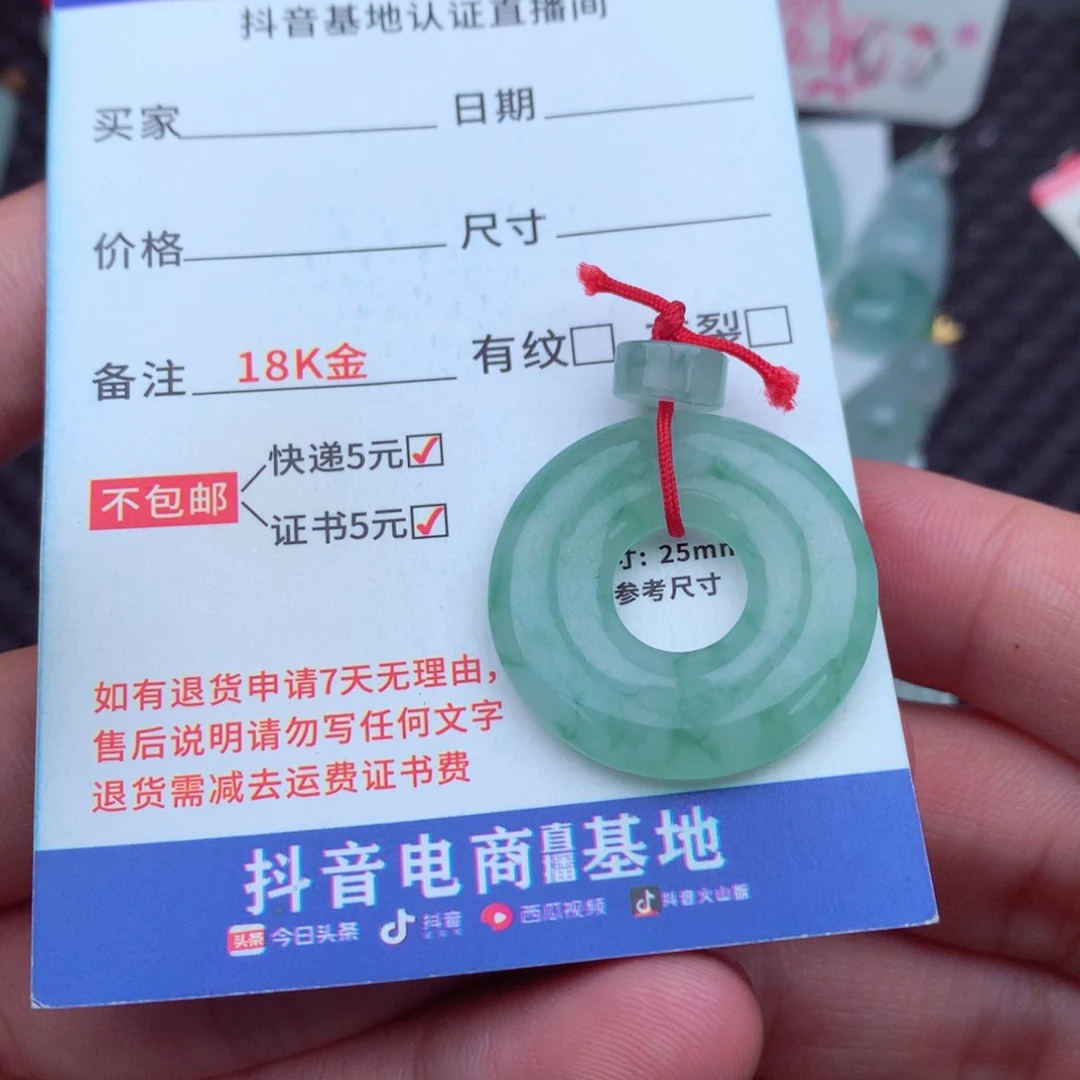 抖音基地认证直播间
买家 日期
价格 尺寸
备注 18K金 有纹 裂
不包邮
快递5元
证书5元
寸: 25mm
参考尺寸
如有退货申请7天无理由，
售后说明请勿写任何文字
退货需减去运费证书费
抖音电商直播基地
头条 今日头条 抖音 西瓜视频 抖音火山版